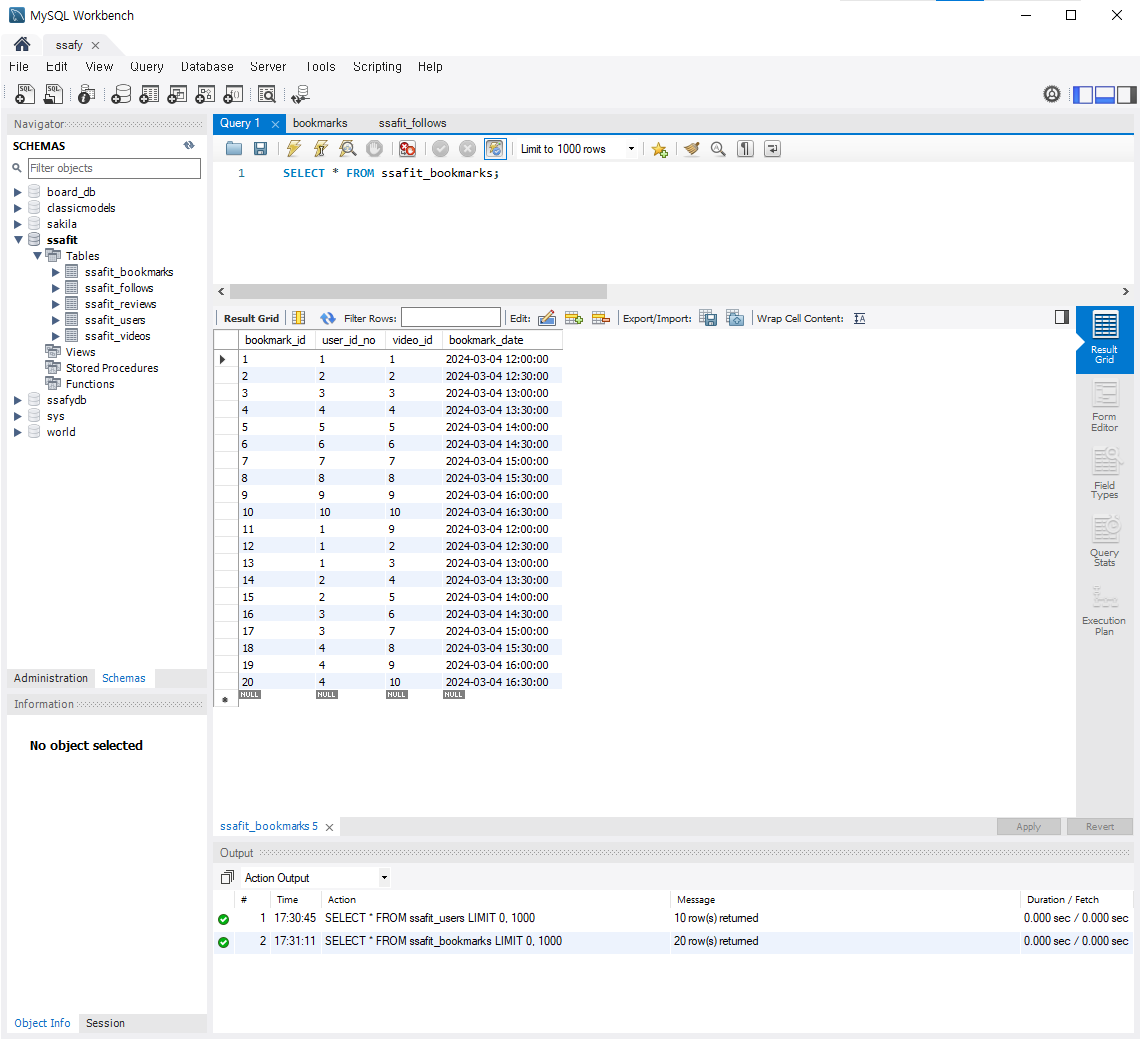 MySQL Workbench
ssafy
File Edit View Query Database Server Tools Scripting Help
Navigator
SCHEMAS
Filter objects
board_db
classicmodels
sakila
ssafit
Tables
ssafit_bookmarks
ssafit_follows
ssafit_reviews
ssafit_users
ssafit_videos
Views
Stored Procedures
Functions
ssafydb
sys
world
Administration Schemas
Information
No object selected
Object Info Session
Query 1 bookmarks ssafit_follows
Limit to 1000 rows
1 SELECT * FROM ssafit_bookmarks;
Result Grid Filter Rows: Edit: Export/Import: Wrap Cell Content:
bookmark_id user_id_no video_id bookmark_date
1 1 1 2024-03-04 12:00:00
2 2 2 2024-03-04 12:30:00
3 3 3 2024-03-04 13:00:00
4 4 4 2024-03-04 13:30:00
5 5 5 2024-03-04 14:00:00
6 6 6 2024-03-04 14:30:00
7 7 7 2024-03-04 15:00:00
8 8 8 2024-03-04 15:30:00
9 9 9 2024-03-04 16:00:00
10 10 10 2024-03-04 16:30:00
11 1 9 2024-03-04 12:00:00
12 1 2 2024-03-04 12:30:00
13 1 3 2024-03-04 13:00:00
14 2 4 2024-03-04 13:30:00
15 2 5 2024-03-04 14:00:00
16 3 6 2024-03-04 14:30:00
17 3 7 2024-03-04 15:00:00
18 4 8 2024-03-04 15:30:00
19 4 9 2024-03-04 16:00:00
20 4 10 2024-03-04 16:30:00
NULL NULL NULL NULL
Result
Grid
Form
Editor
Field
Types
Query
Stats
Execution
Plan
ssafit_bookmarks 5
Apply Revert
Output
Action Output
# Time Action Message Duration / Fetch
1 17:30:45 SELECT * FROM ssafit_users LIMIT 0, 1000 10 row(s) returned 0.000 sec / 0.000 sec
2 17:31:11 SELECT * FROM ssafit_bookmarks LIMIT 0, 1000 20 row(s) returned 0.000 sec / 0.000 sec